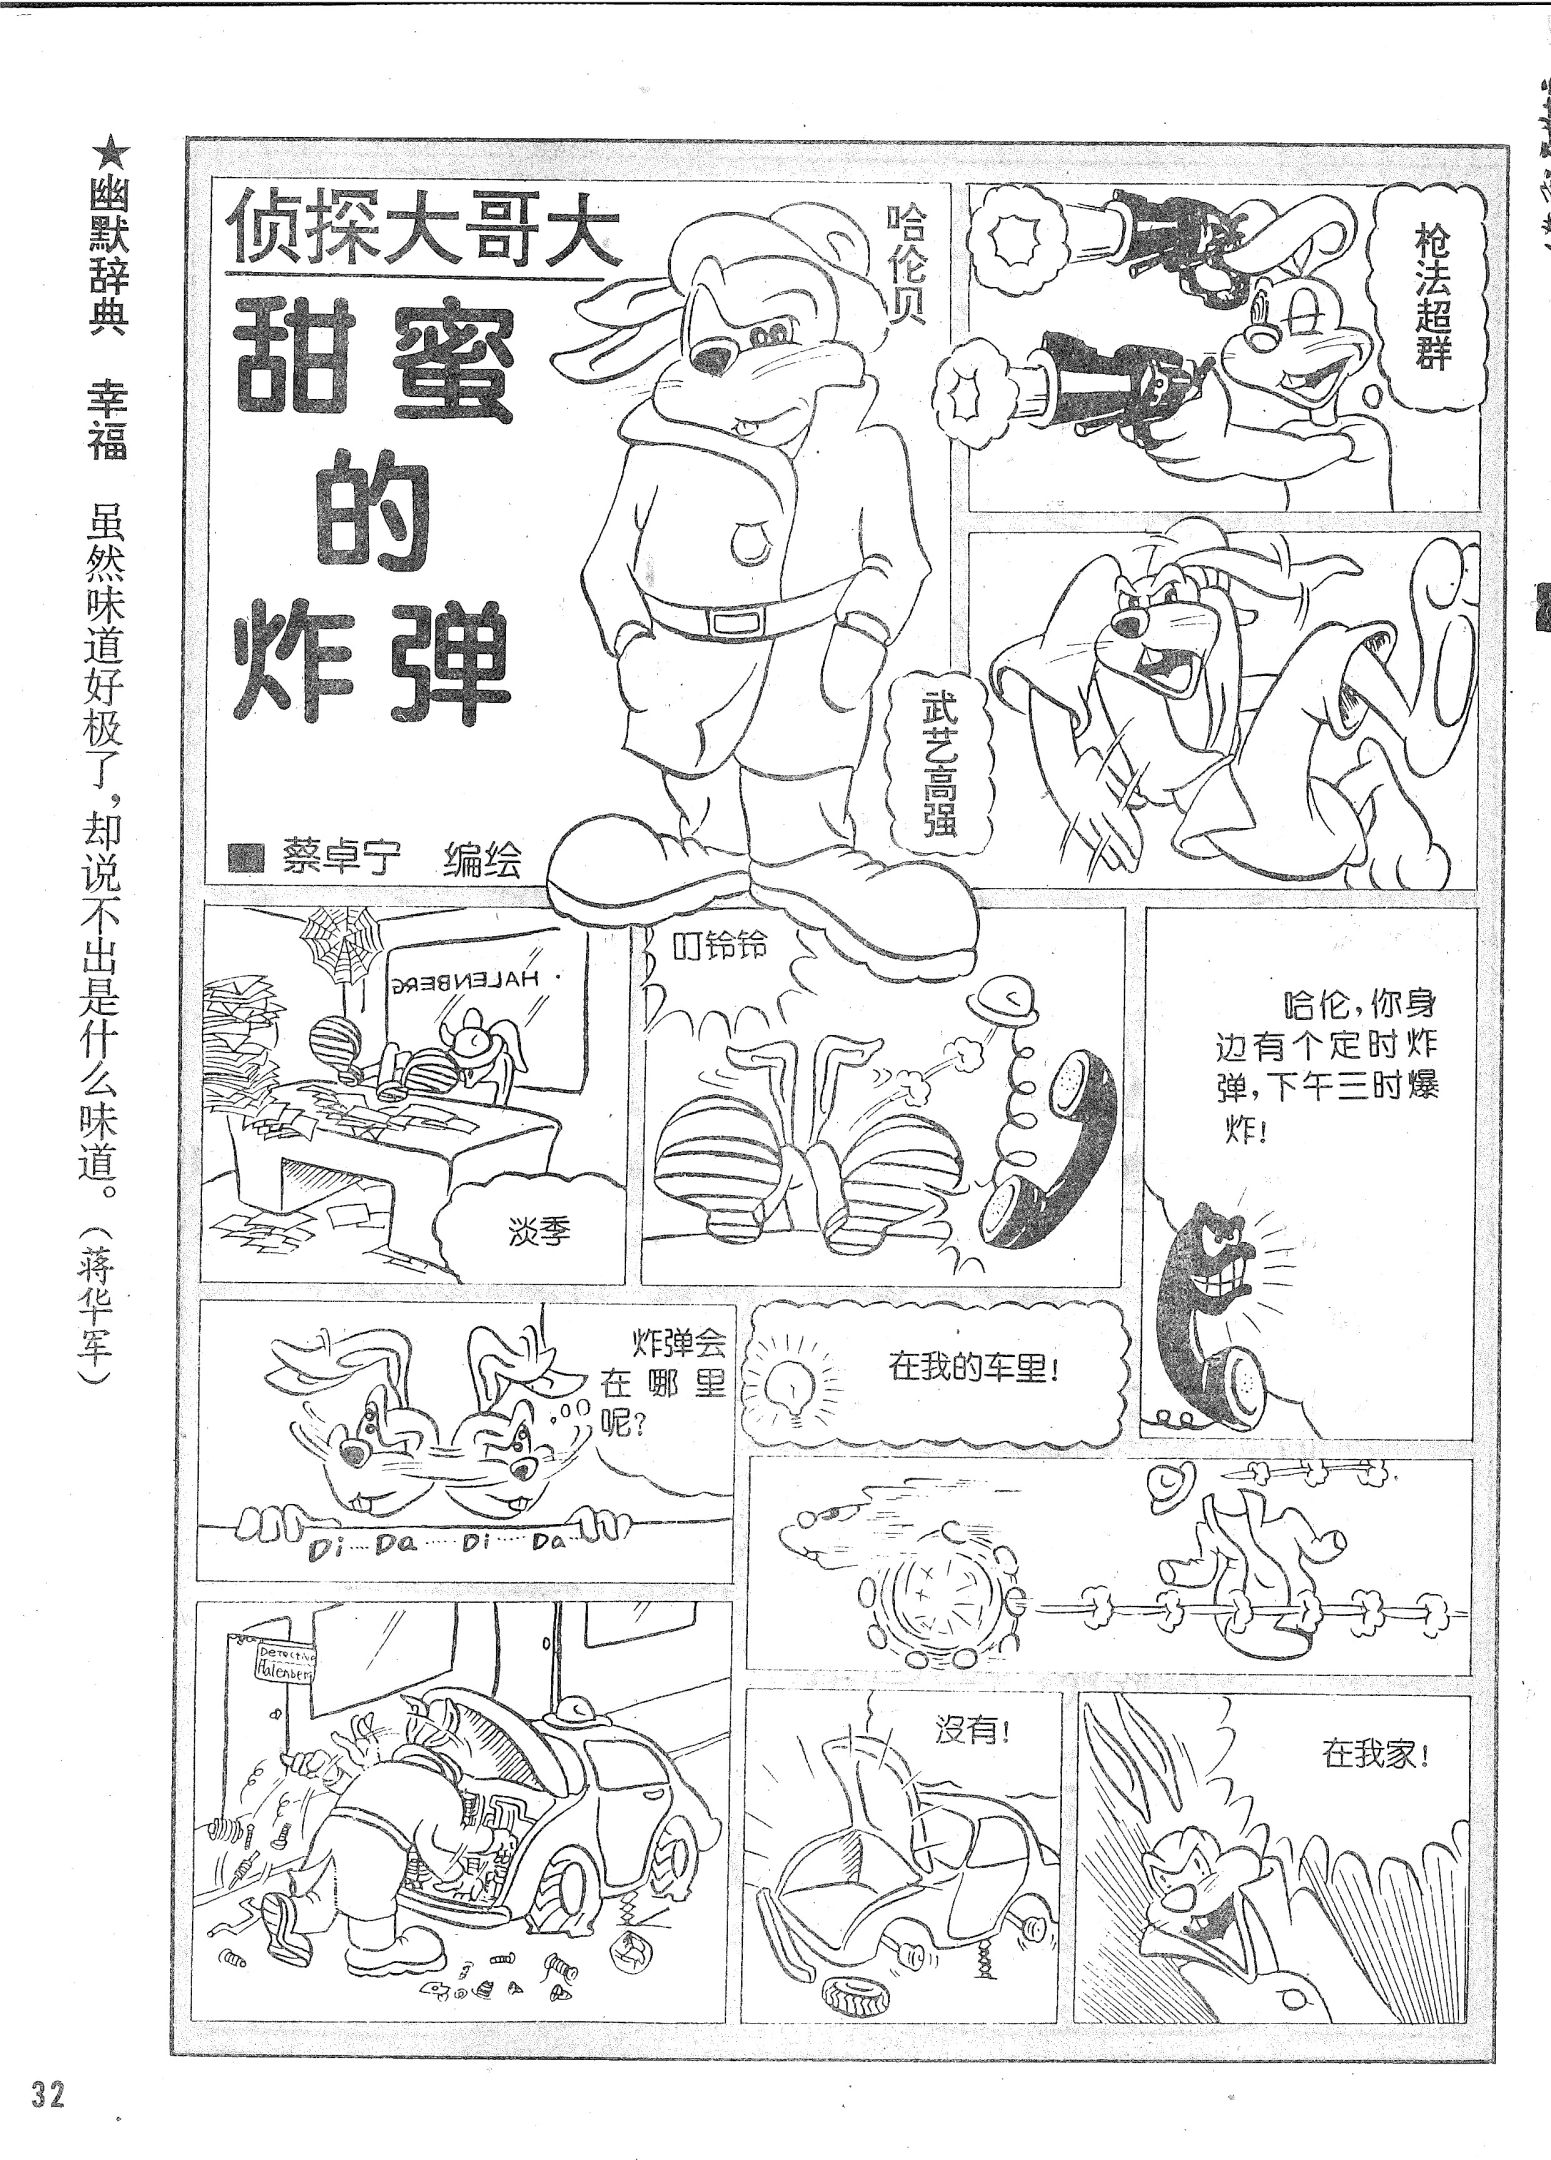 ★幽默辞典 幸福 虽然味道好极了,却说不出是什么味道。(蒋华军)
侦探大哥大
甜蜜
的
炸弹
■蔡卓宁 编绘
哈伦贝
枪法超群
武艺高强
HALENBERG
淡季
叮铃铃
哈伦,你身
边有个定时炸
弹,下午三时爆
炸!
炸弹会
在哪里
呢?
Di…Da……Di……Da…
在我的车里!
Detective
Halenberg
没有!
在我家!
32